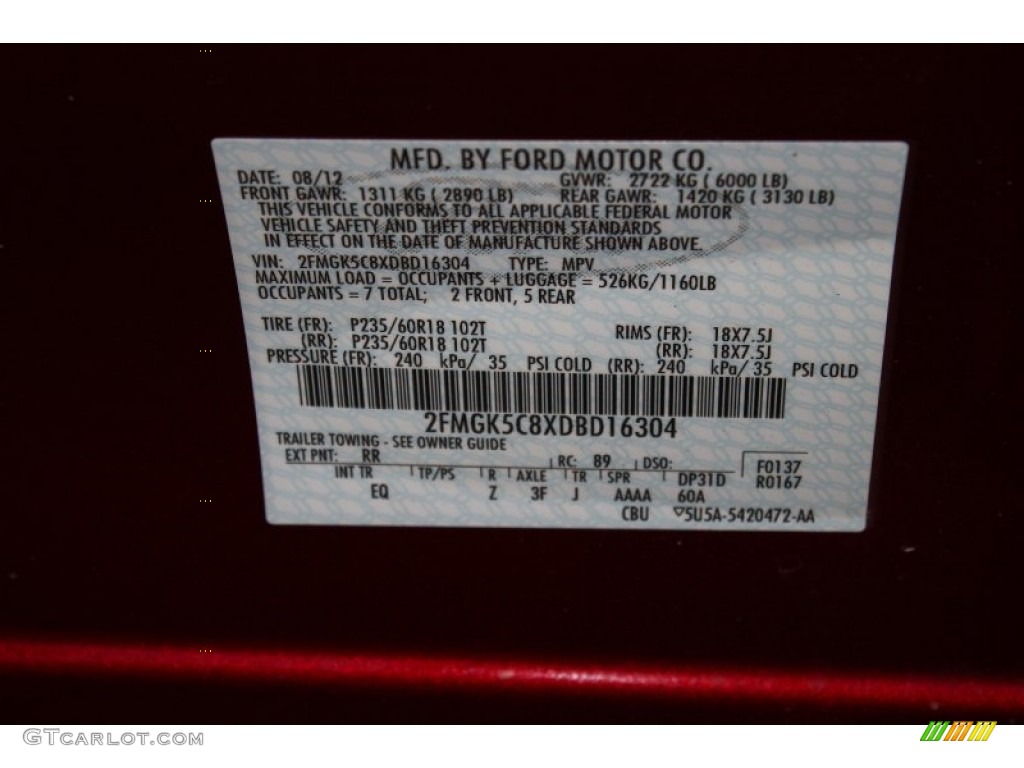 MFD. BY FORD MOTOR CO.
DATE: 08/12 GVWR: 2722 KG ( 6000 LB)
FRONT GAWR: 1311 KG ( 2890 LB) REAR GAWR: 1420 KG ( 3130 LB)
THIS VEHICLE CONFORMS TO ALL APPLICABLE FEDERAL MOTOR
VEHICLE SAFETY AND THEFT PREVENTION STANDARDS
IN EFFECT ON THE DATE OF MANUFACTURE SHOWN ABOVE.
VIN: 2FMGK5C8XDBD16304 TYPE: MPV
MAXIMUM LOAD = OCCUPANTS + LUGGAGE = 526KG/1160LB
OCCUPANTS = 7 TOTAL; 2 FRONT, 5 REAR
TIRE (FR): P235/60R18 102T RIMS (FR): 18X7.5J
(RR): P235/60R18 102T (RR): 18X7.5J
PRESSURE (FR): 240 kPa/ 35 PSI COLD (RR): 240 kPa/ 35 PSI COLD
2FMGK5C8XDBD16304
TRAILER TOWING - SEE OWNER GUIDE
EXT PNT: RR RC: 89 DSO: F0137
INT TR TP/PS R AXLE TR SPR DP31D R0167
EQ Z 3F J AAAA 60A
CBU ▽5U5A-5420472-AA
GTCARLOT.COM